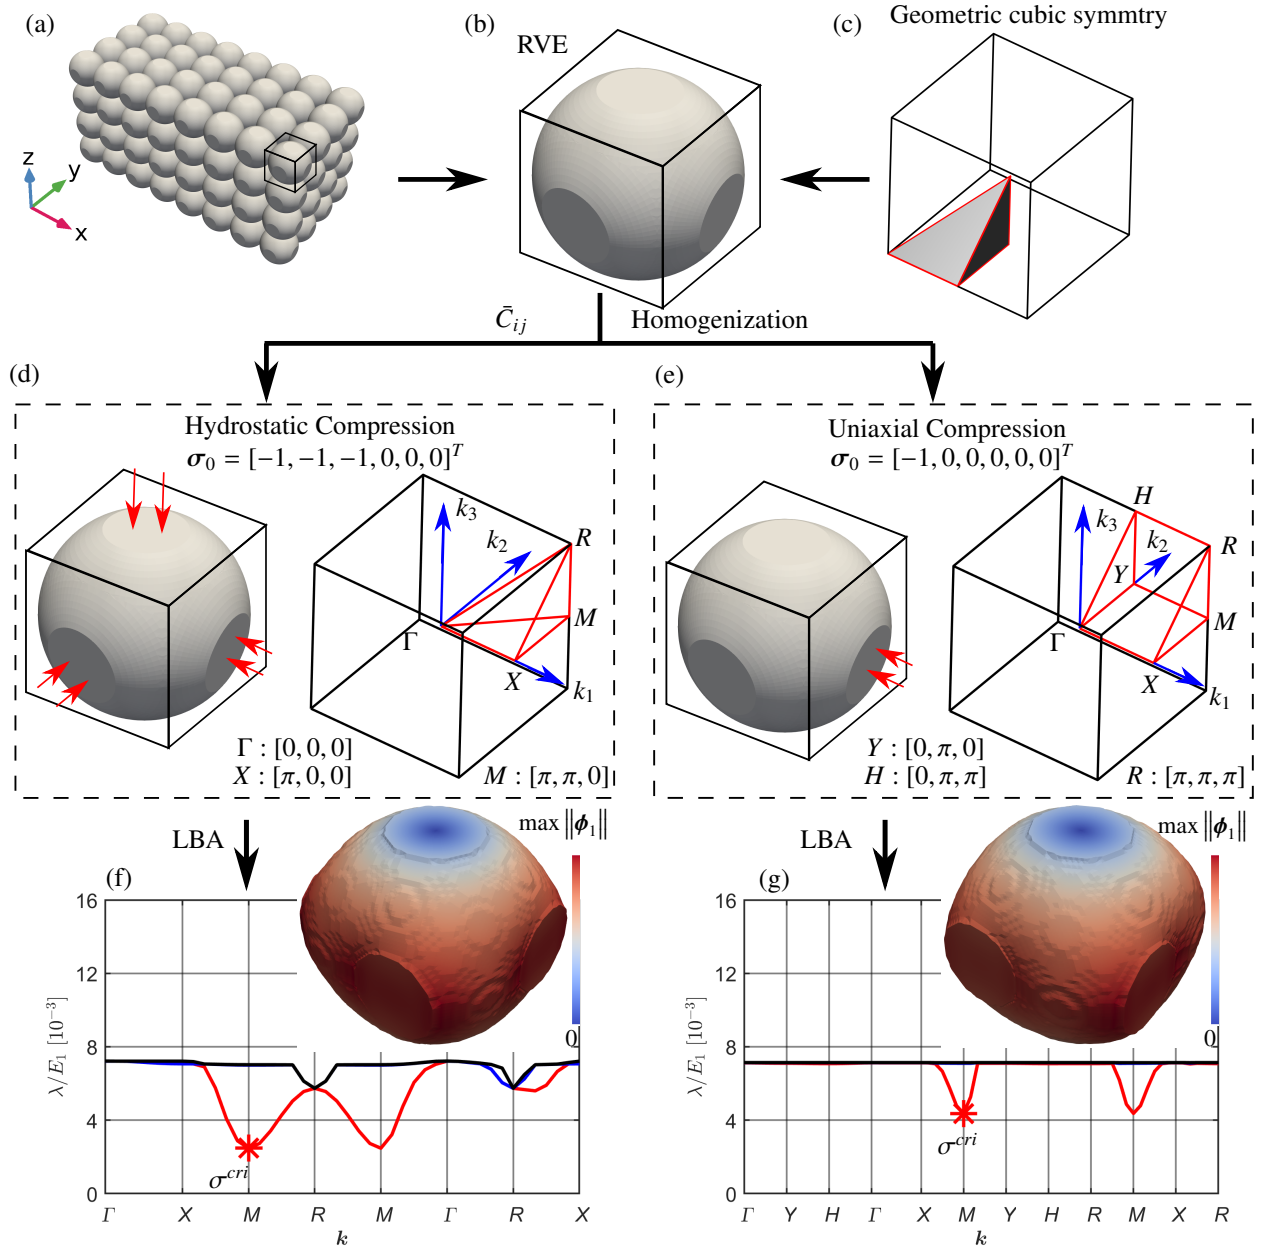 (a)
(b)
RVE
Geometric cubic symmtry
(c)
z
y
x
C̄ij
Homogenization
(d)
Hydrostatic Compression
σ0 = [−1, −1, −1, 0, 0, 0]^T
k3
k2
R
M
Γ
X
k1
Γ : [0, 0, 0]
X : [π, 0, 0]
M : [π, π, 0]
(e)
Uniaxial Compression
σ0 = [−1, 0, 0, 0, 0, 0]^T
H
k3
k2
R
Y
M
Γ
X
k1
Y : [0, π, 0]
H : [0, π, π]
R : [π, π, π]
LBA
max ‖ϕ1‖
0
(f)
16
12
8
4
0
λ/E1 [10^−3]
σ^cri
Γ X M R M Γ R X
k
LBA
max ‖ϕ1‖
0
(g)
16
12
8
4
0
λ/E1 [10^−3]
σ^cri
Γ Y H Γ X M Y H R M X R
k